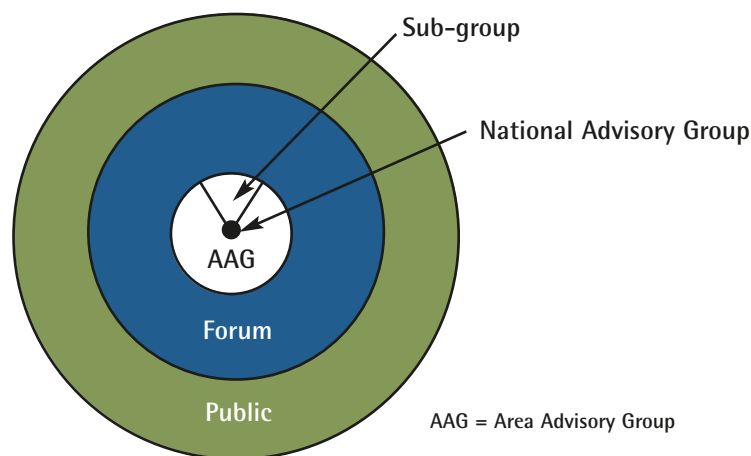 Sub-group
National Advisory Group
AAG
Forum
Public
AAG = Area Advisory Group